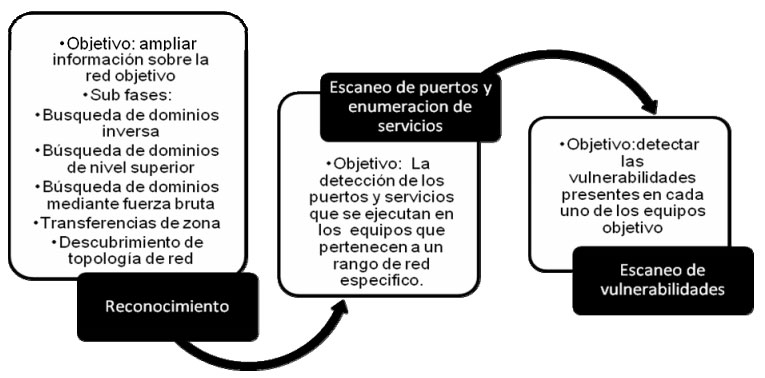 •Objetivo: ampliar
información sobre la
red objetivo
•Sub fases:
•Busqueda de dominios
inversa
•Búsqueda de dominios
de nivel superior
•Búsqueda de dominios
mediante fuerza bruta
•Transferencias de zona
•Descubrimiento de
topología de red
Reconocimiento
Escaneo de puertos y
enumeracion de
servicios
•Objetivo: La
detección de los
puertos y servicios
que se ejecutan en
los equipos que
pertenecen a un
rango de red
especifico.
•Objetivo:detectar
las
vulnerabilidades
presentes en cada
uno de los equipos
objetivo
Escaneo de
vulnerabilidades